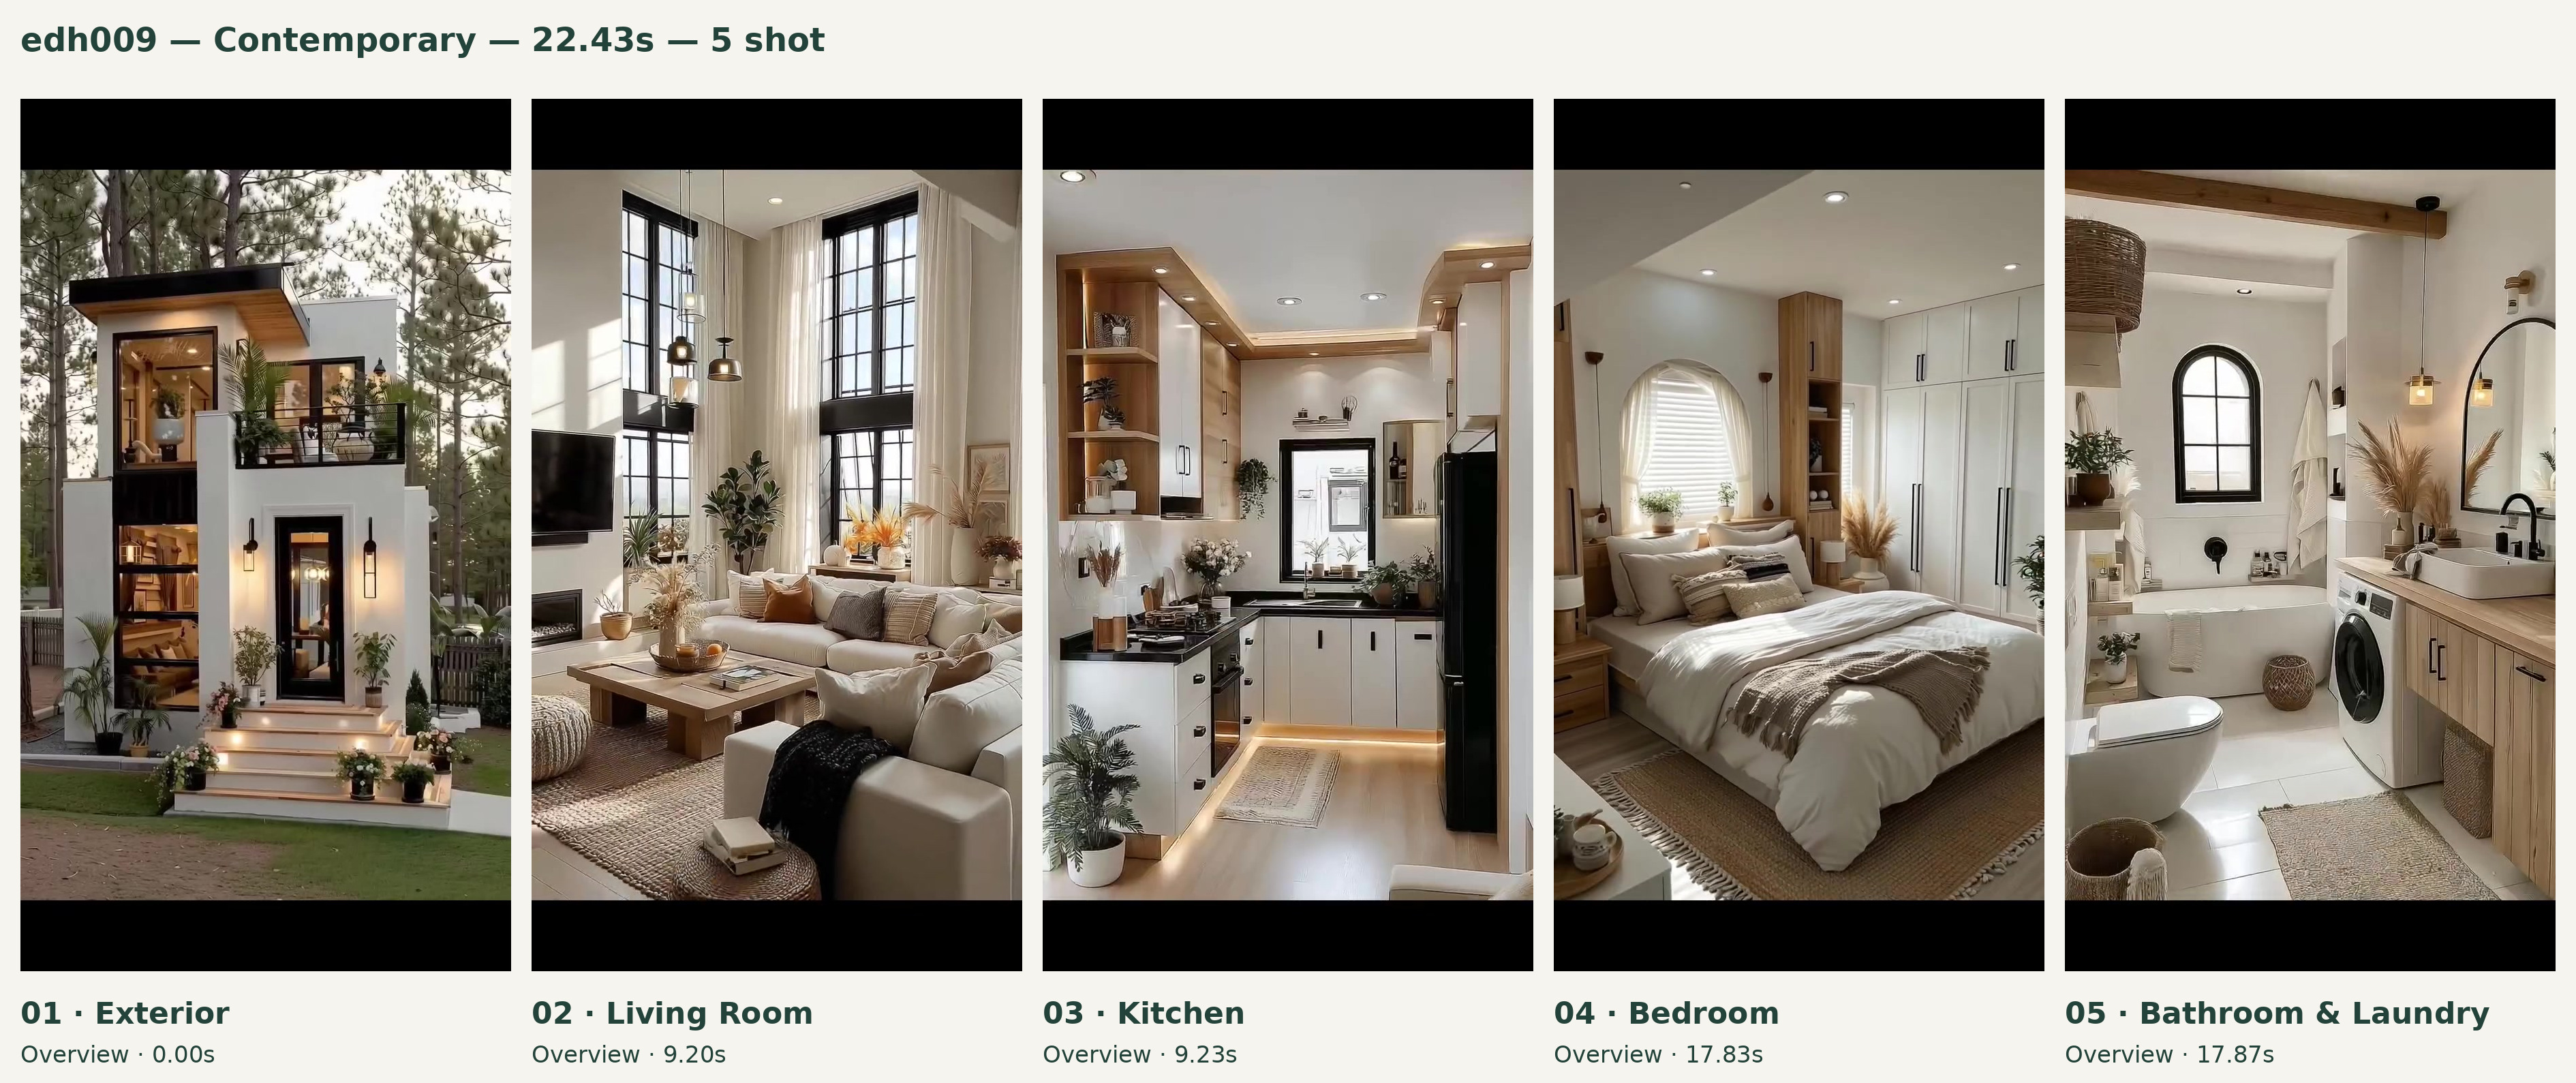 edh009 — Contemporary — 22.43s — 5 shot
01 · Exterior
Overview · 0.00s
02 · Living Room
Overview · 9.20s
03 · Kitchen
Overview · 9.23s
04 · Bedroom
Overview · 17.83s
05 · Bathroom & Laundry
Overview · 17.87s